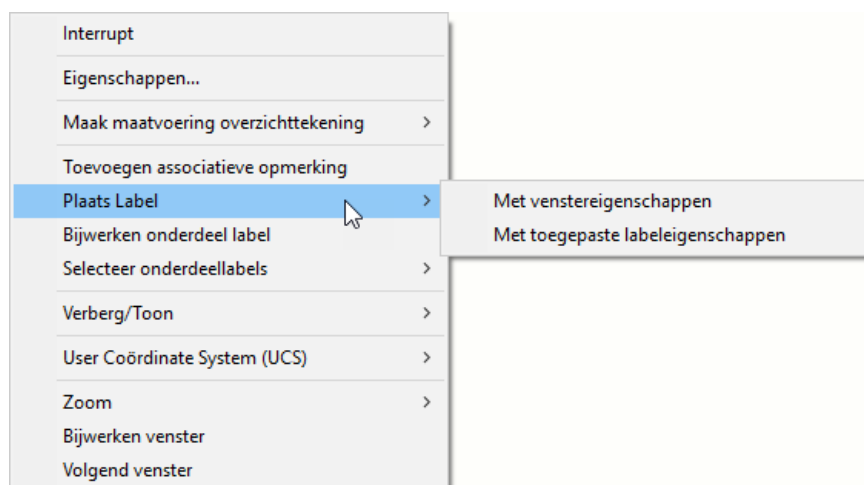 Interrupt
Eigenschappen...
Maak maatvoering overzichttekening
Toevoegen associatieve opmerking
Plaats Label
Met venstereigenschappen
Bijwerken onderdeel label
Met toegepaste labeleigenschappen
Selecteer onderdeellabels
Verberg/Toon
User Coördinate System (UCS)
Zoom
Bijwerken venster
Volgend venster